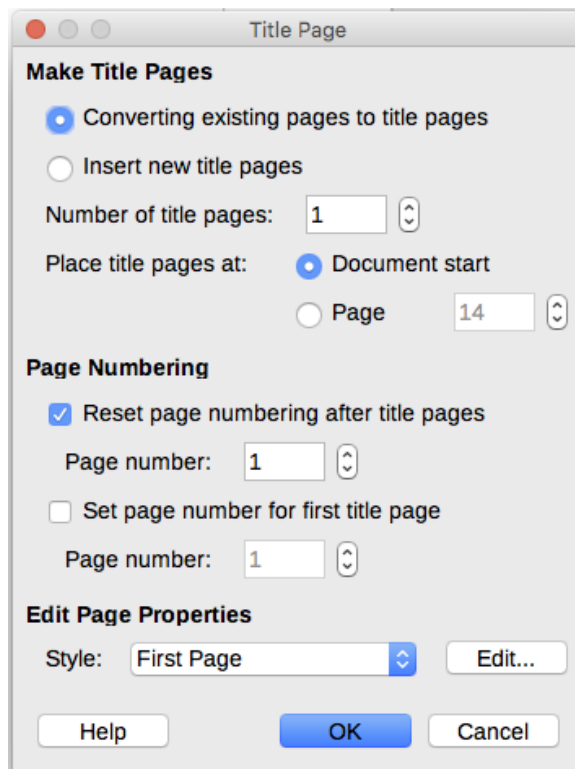 Title Page
Make Title Pages
Converting existing pages to title pages
Insert new title pages
Number of title pages: 1
Place title pages at: Document start
Page 14
Page Numbering
Reset page numbering after title pages
Page number: 1
Set page number for first title page
Page number: 1
Edit Page Properties
Style: First Page Edit...
Help OK Cancel